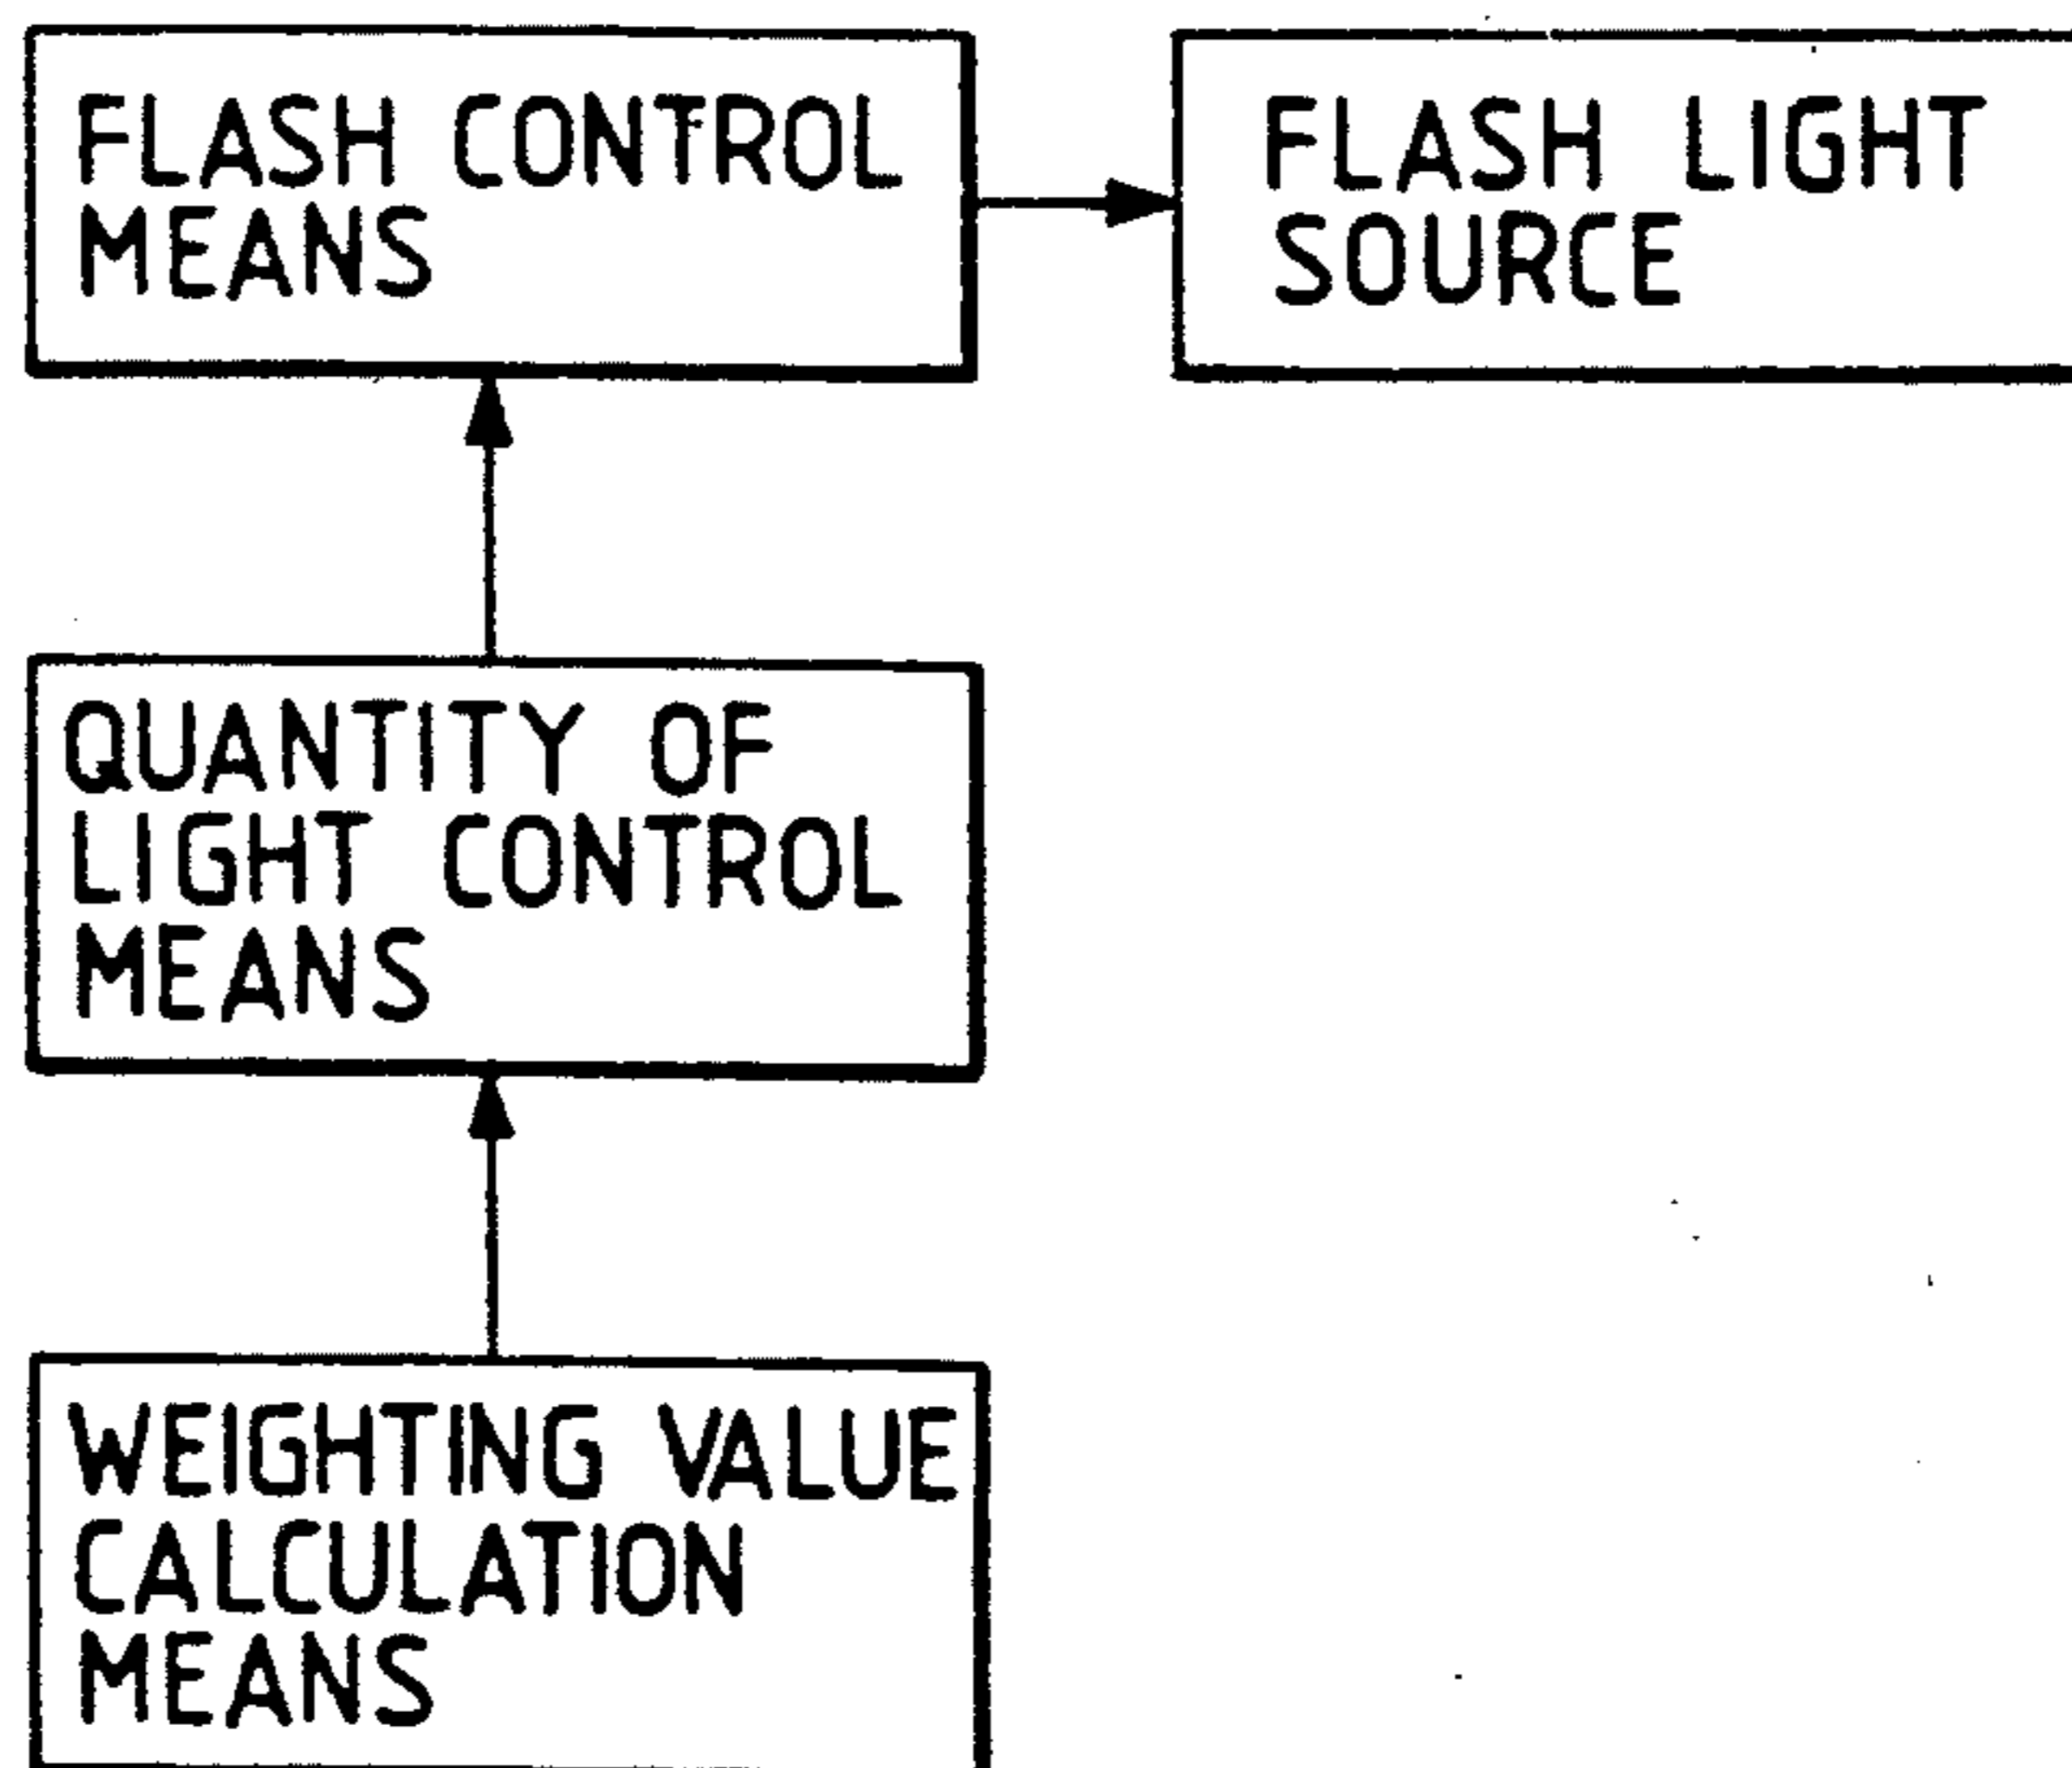 FLASH CONTROL
MEANS
FLASH LIGHT
SOURCE
QUANTITY OF
LIGHT CONTROL
MEANS
WEIGHTING VALUE
CALCULATION
MEANS